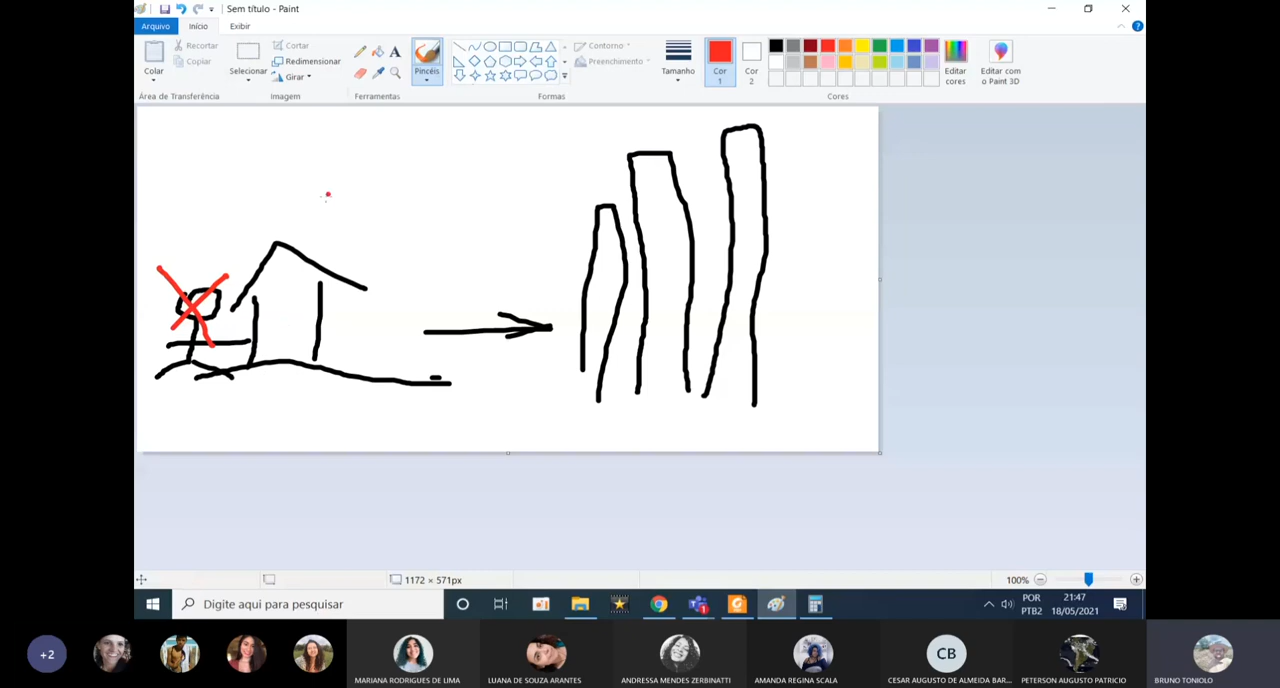 Sem título - Paint
Arquivo
Início
Exibir
Colar
Recortar
Copiar
Área de Transferência
Selecionar
Cortar
Redimensionar
Girar
Imagem
A
Ferramentas
Pincéis
Contorno
Preenchimento
Formas
Tamanho
Cor
1
Cor
2
Editar
cores
Cores
Editar com
o Paint 3D
1172 × 571px
100%
Digite aqui para pesquisar
1
POR
PTB2
21:47
18/05/2021
+2
MARIANA RODRIGUES DE LIMA
LUANA DE SOUZA ARANTES
ANDRESSA MENDES ZERBINATTI
AMANDA REGINA SCALA
CB
CESAR AUGUSTO DE ALMEIDA BAR...
PETERSON AUGUSTO PATRICIO
BRUNO TONIOLO